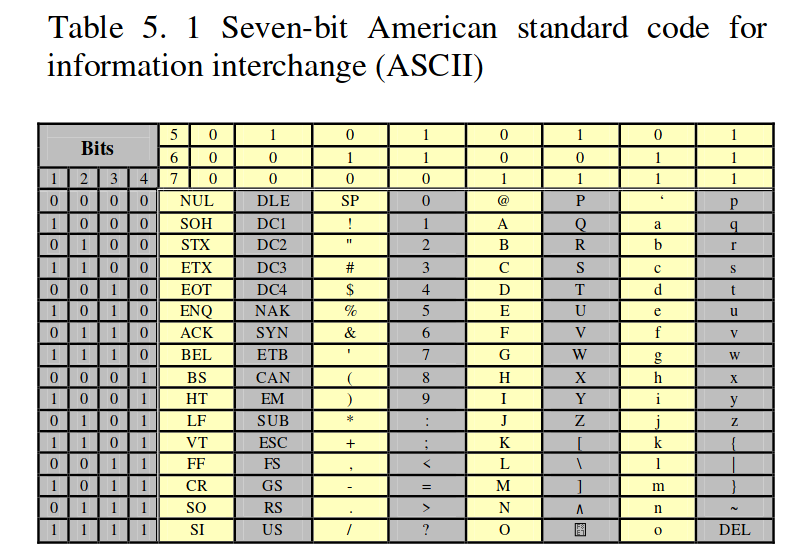 Table 5. 1 Seven-bit American standard code for
information interchange (ASCII)
Bits 5 0 1 0 1 0 1 0 1
6 0 0 1 1 0 0 1 1
1 2 3 4 7 0 0 0 0 1 1 1 1
0 0 0 0 NUL DLE SP 0 @ P ‘ p
1 0 0 0 SOH DC1 ! 1 A Q a q
0 1 0 0 STX DC2 " 2 B R b r
1 1 0 0 ETX DC3 # 3 C S c s
0 0 1 0 EOT DC4 $ 4 D T d t
1 0 1 0 ENQ NAK % 5 E U e u
0 1 1 0 ACK SYN & 6 F V f v
1 1 1 0 BEL ETB ' 7 G W g w
0 0 0 1 BS CAN ( 8 H X h x
1 0 0 1 HT EM ) 9 I Y i y
0 1 0 1 LF SUB * : J Z j z
1 1 0 1 VT ESC + ; K [ k {
0 0 1 1 FF FS , < L \ l |
1 0 1 1 CR GS - = M ] m }
0 1 1 1 SO RS . > N ∧ n ~
1 1 1 1 SI US / ? O o DEL